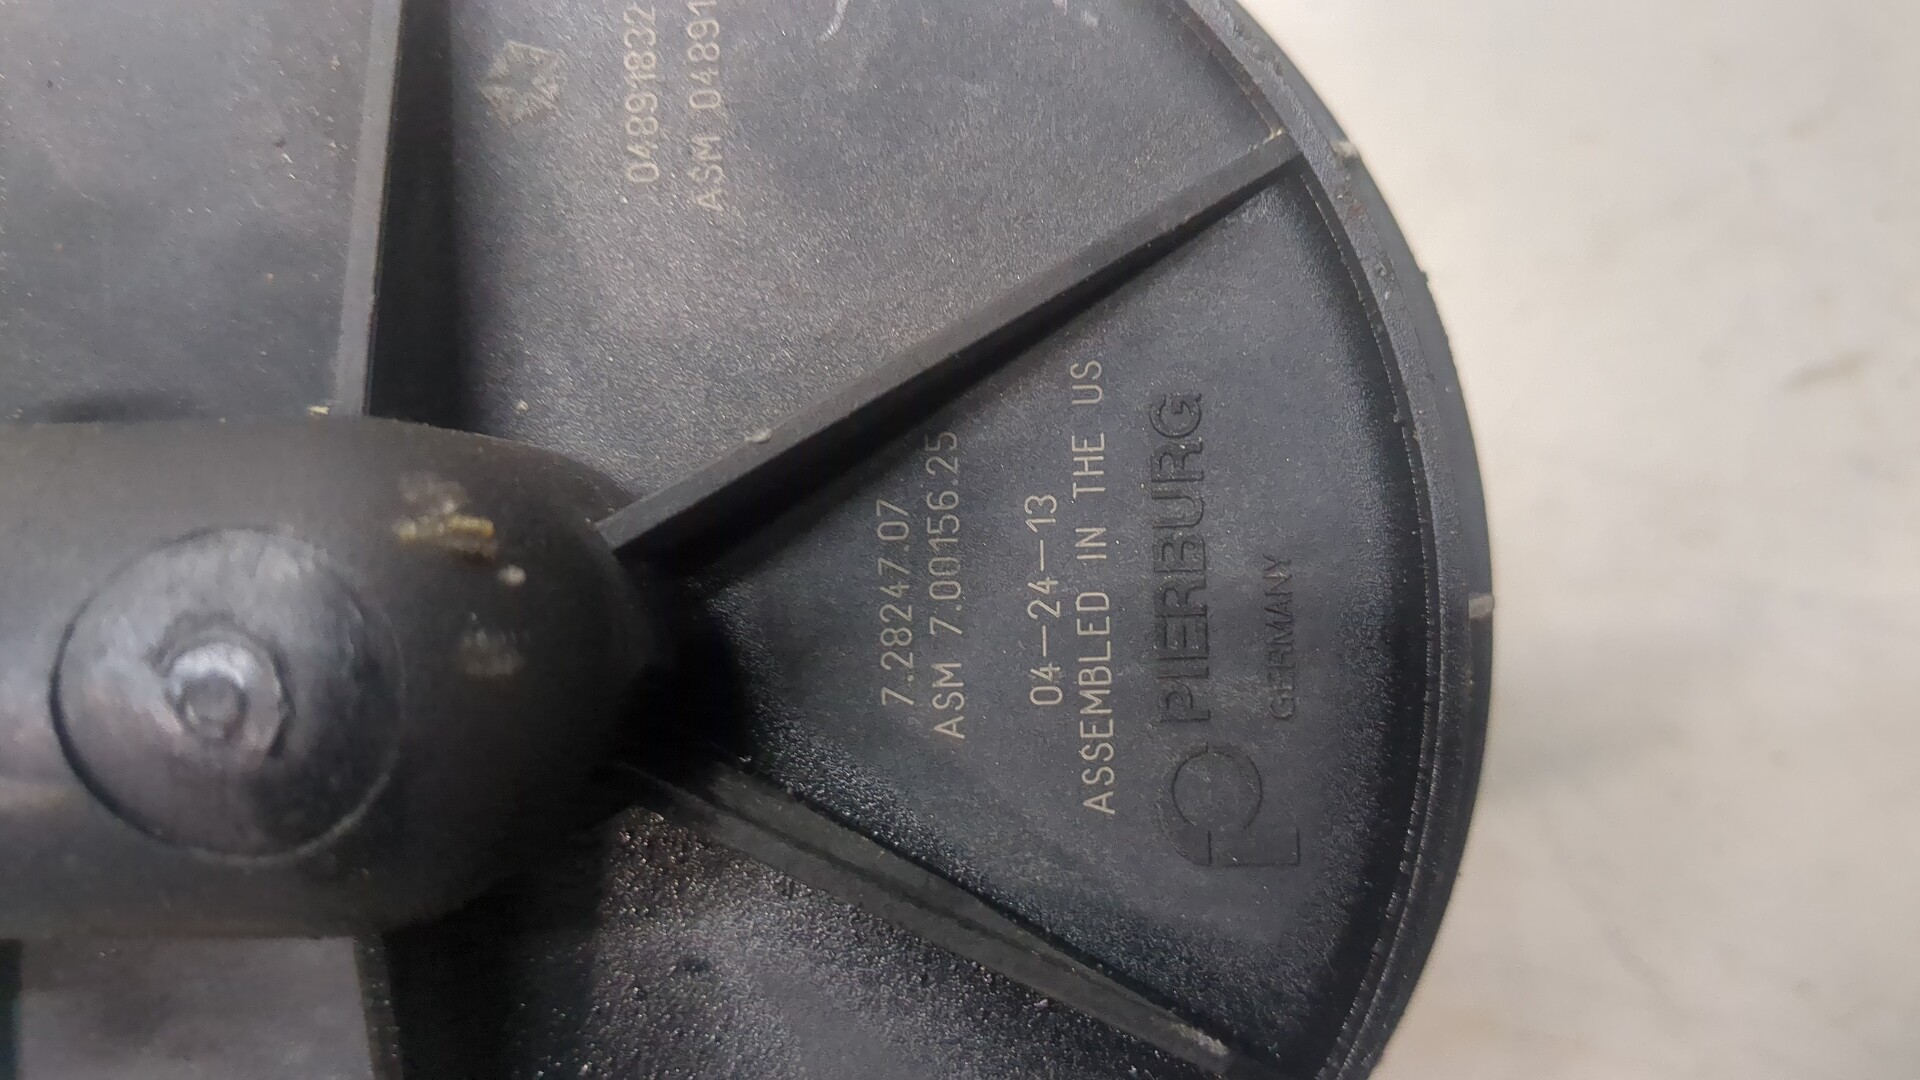 04891832
ASM 04891
7.28247.07
ASM 7.00156.25
04-24-13
ASSEMBLED IN THE US
PIERBURG
GERMANY